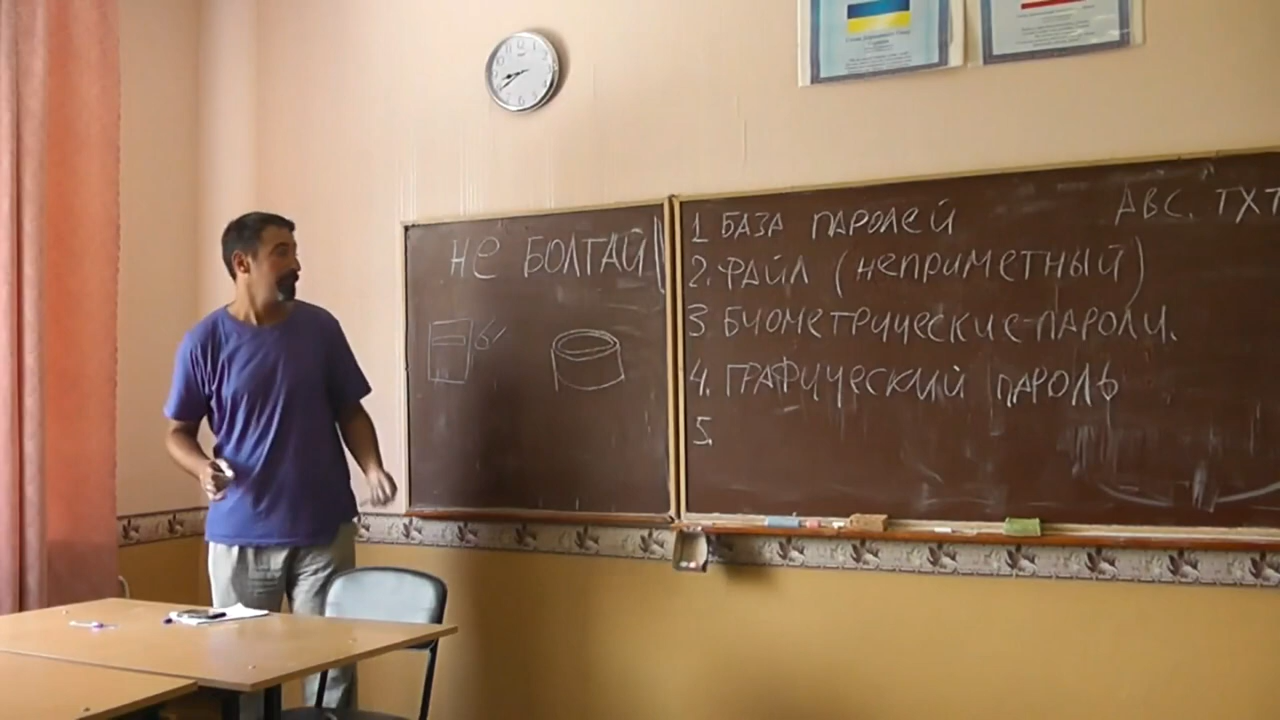 НЕ БОЛТАЙ!
1 БАЗА ПАРОЛЕЙ
АВС. ТХТ
2. ФАЙЛ (НЕПРИМЕТНЫЙ)
3 БИОМЕТРИЧЕСКИЕ-ПАРОЛИ.
4. ГРАФИЧЕСКИЙ ПАРОЛЬ
5.